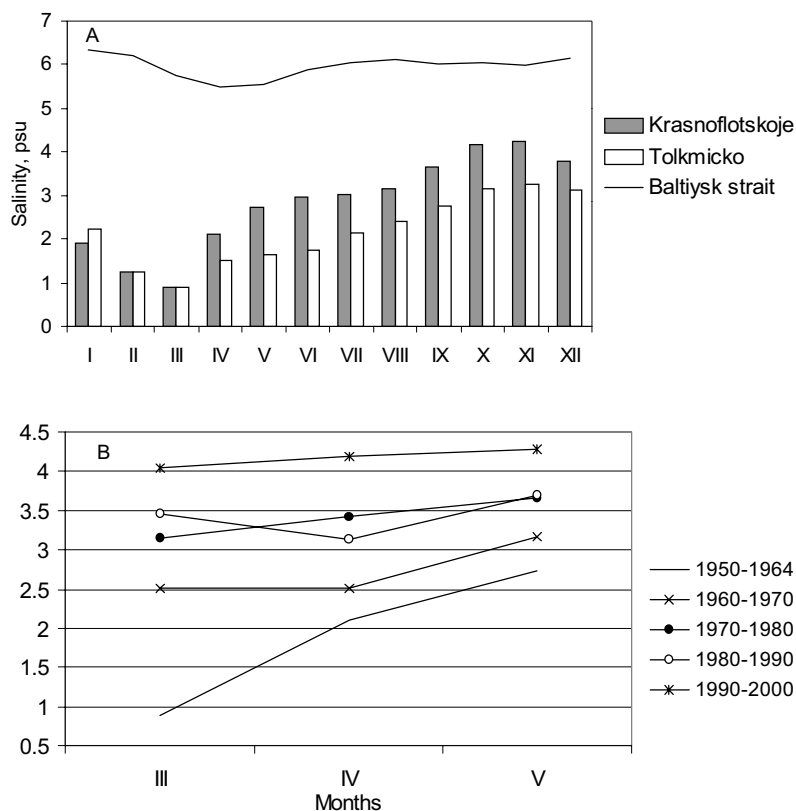 A
Salinity, psu
7
6
5
4
3
2
1
0
I II III IV V VI VII VIII IX X XI XII
Krasnoflotskoje
Tolkmicko
Baltiysk strait
B
4.5
4
3.5
3
2.5
2
1.5
1
0.5
III IV V
Months
1950-1964
1960-1970
1970-1980
1980-1990
1990-2000